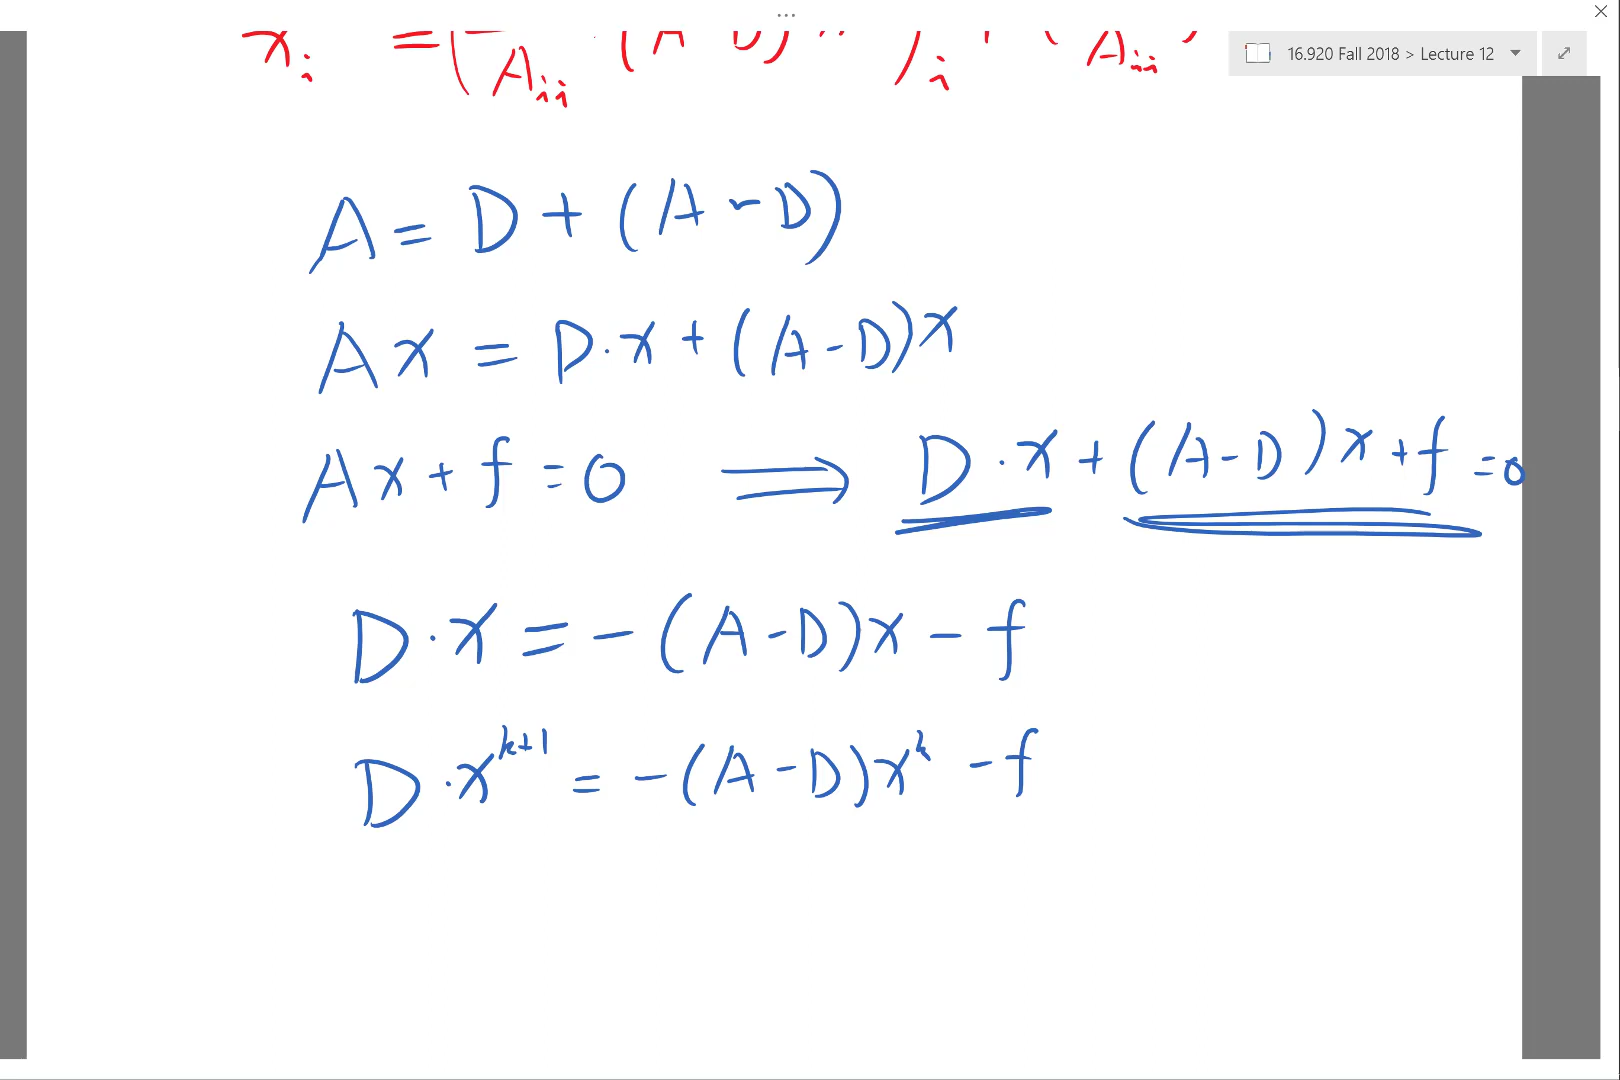 16.920 Fall 2018 > Lecture 12
A = D + (A - D)
Ax = D·x + (A - D)x
Ax + f = 0 ⟹ D·x + (A - D)x + f = 0
D·x = -(A - D)x - f
D·x^{k+1} = -(A - D)x^k - f